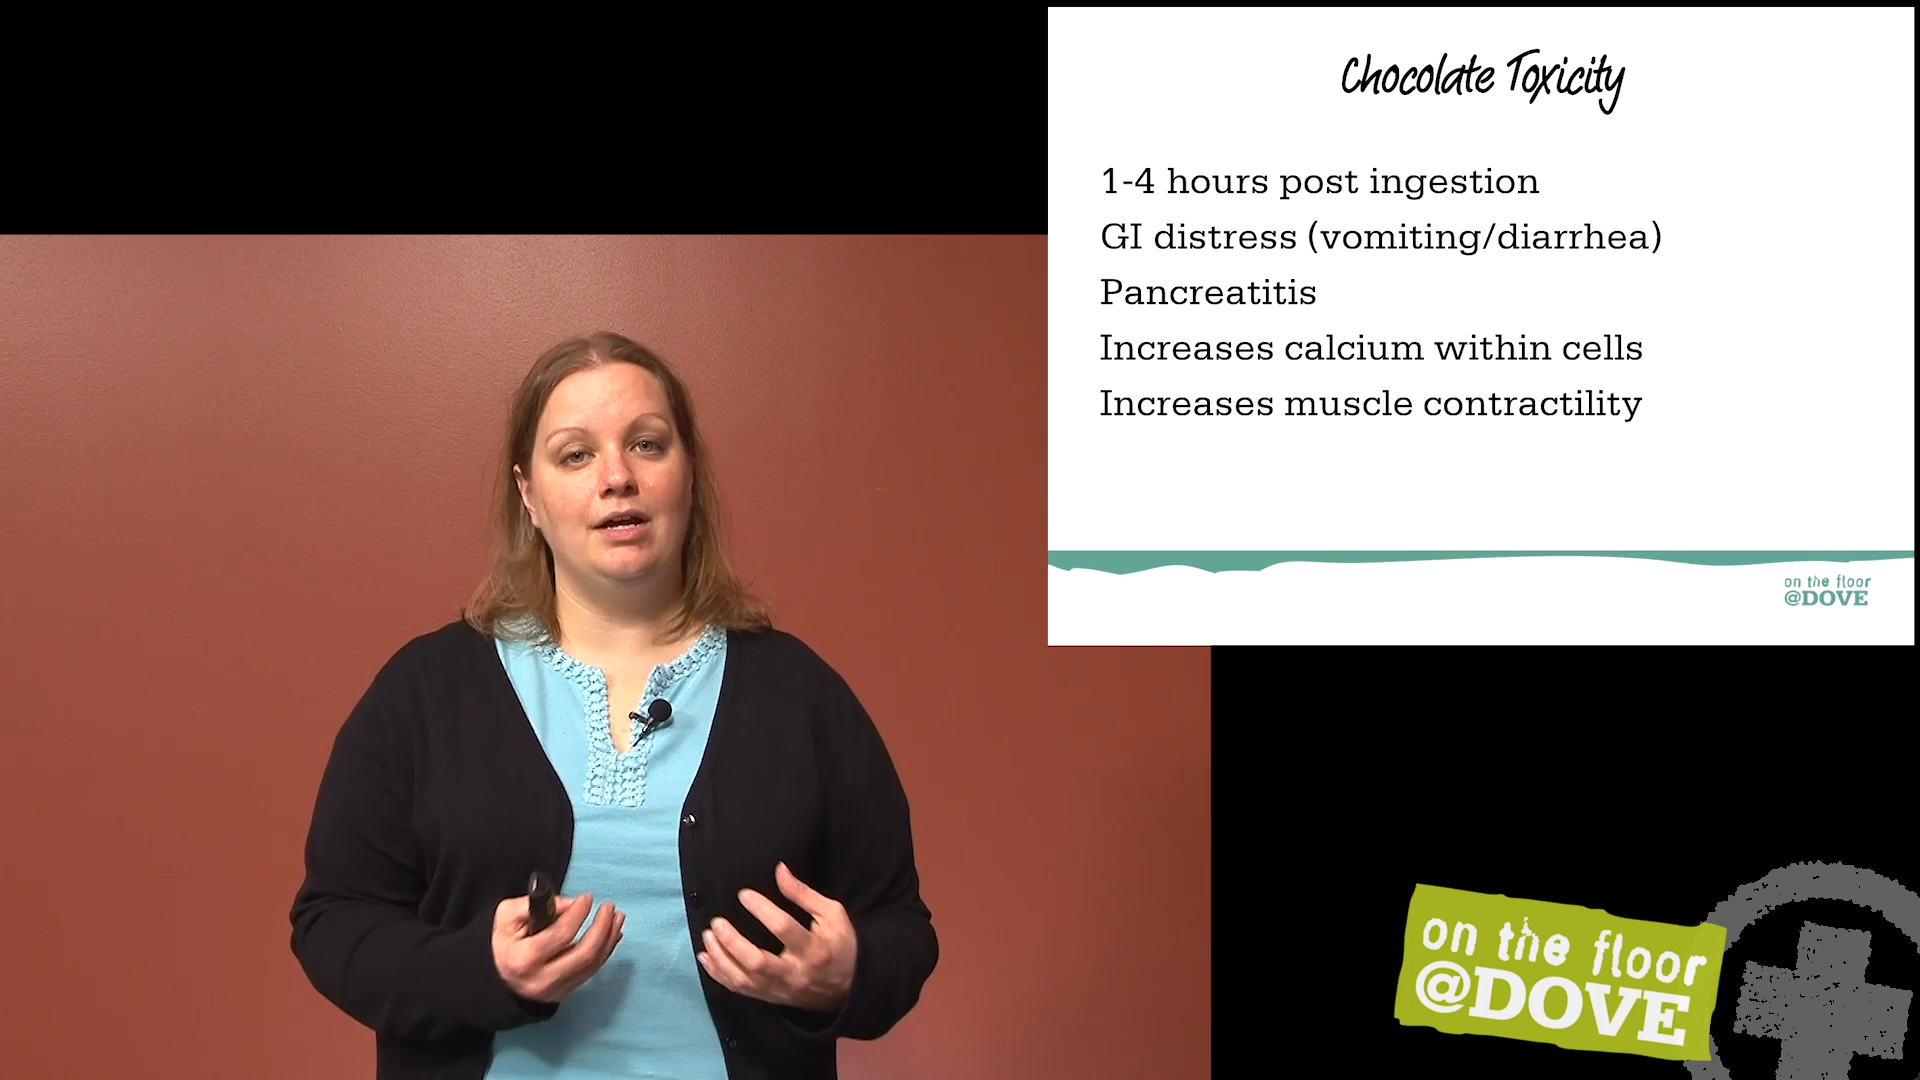 Chocolate Toxicity
1-4 hours post ingestion
GI distress (vomiting/diarrhea)
Pancreatitis
Increases calcium within cells
Increases muscle contractility
on the floor
@DOVE
on the floor
@DOVE